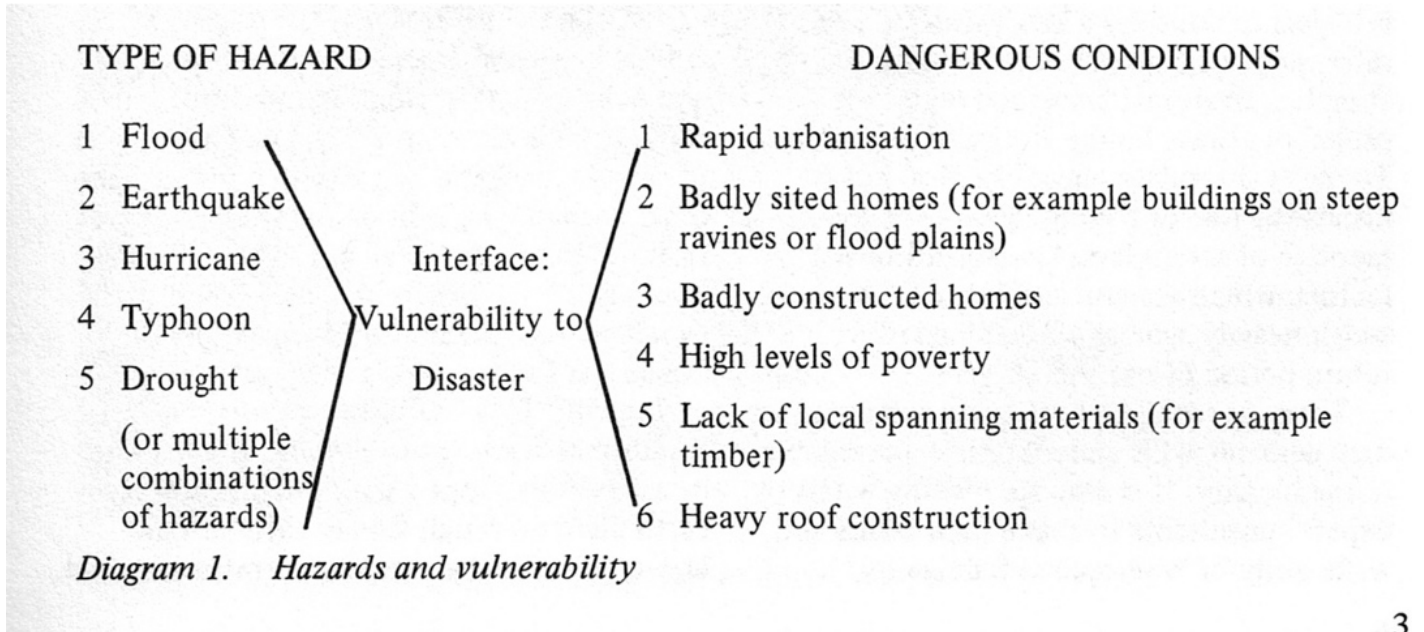 TYPE OF HAZARD
1 Flood
2 Earthquake
3 Hurricane
4 Typhoon
5 Drought
(or multiple
combinations
of hazards)
Interface:
Vulnerability to
Disaster
DANGEROUS CONDITIONS
1 Rapid urbanisation
2 Badly sited homes (for example buildings on steep
ravines or flood plains)
3 Badly constructed homes
4 High levels of poverty
5 Lack of local spanning materials (for example
timber)
6 Heavy roof construction
Diagram 1. Hazards and vulnerability
3